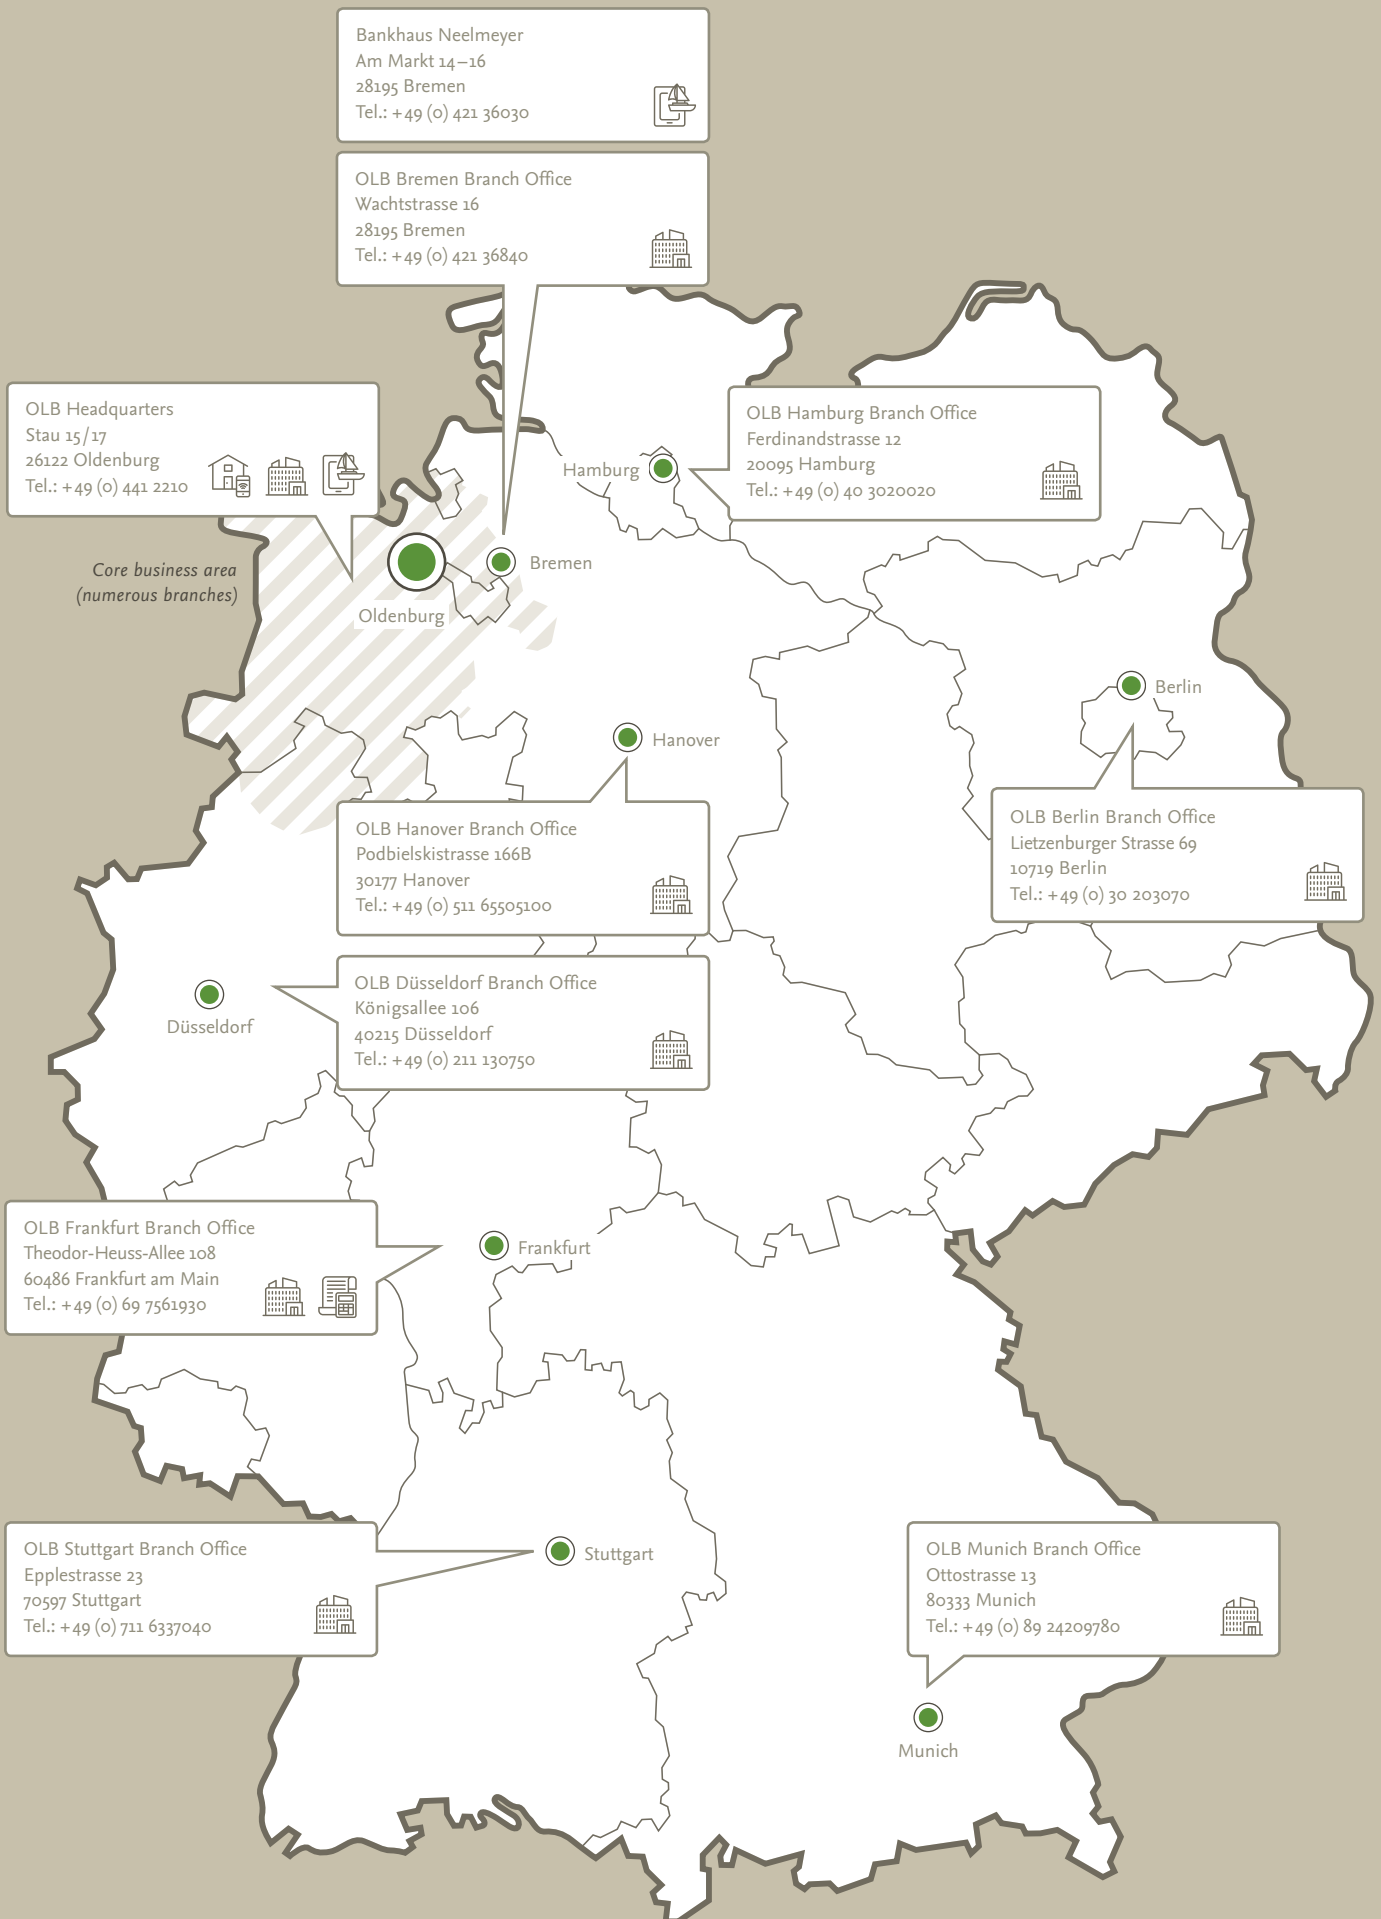 Bankhaus Neelmeyer
Am Markt 14–16
28195 Bremen
Tel.: +49 (0) 421 36030
OLB Bremen Branch Office
Wachtstrasse 16
28195 Bremen
Tel.: +49 (0) 421 36840
OLB Headquarters
Stau 15/17
26122 Oldenburg
Tel.: +49 (0) 441 2210
OLB Hamburg Branch Office
Ferdinandstrasse 12
20095 Hamburg
Tel.: +49 (0) 40 3020020
Hamburg
Core business area
(numerous branches)
Bremen
Oldenburg
Berlin
Hanover
OLB Hanover Branch Office
Podbielskistrasse 166B
30177 Hanover
Tel.: +49 (0) 511 65505100
OLB Berlin Branch Office
Lietzenburger Strasse 69
10719 Berlin
Tel.: +49 (0) 30 203070
OLB Düsseldorf Branch Office
Königsallee 106
40215 Düsseldorf
Tel.: +49 (0) 211 130750
Düsseldorf
OLB Frankfurt Branch Office
Theodor-Heuss-Allee 108
60486 Frankfurt am Main
Tel.: +49 (0) 69 7561930
Frankfurt
OLB Stuttgart Branch Office
Epplestrasse 23
70597 Stuttgart
Tel.: +49 (0) 711 6337040
Stuttgart
OLB Munich Branch Office
Ottostrasse 13
80333 Munich
Tel.: +49 (0) 89 24209780
Munich